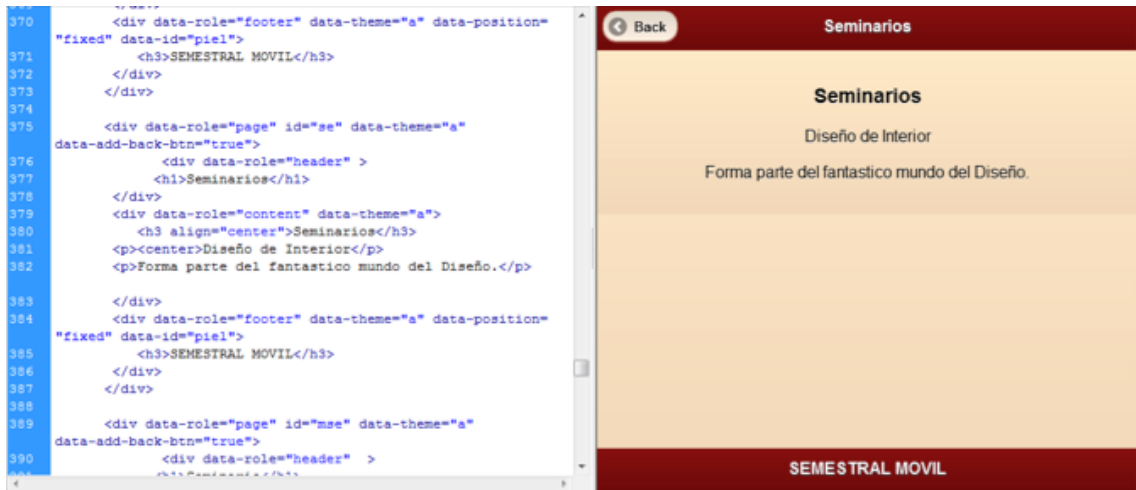 370 <div data-role="footer" data-theme="a" data-position=
"fixed" data-id="piel">
371 <h3>SEMESTRAL MOVIL</h3>
372 </div>
373 </div>
374
375 <div data-role="page" id="se" data-theme="a"
data-add-back-btn="true">
376 <div data-role="header" >
377 <h1>Seminarios</h1>
378 </div>
379 <div data-role="content" data-theme="a">
380 <h3 align="center">Seminarios</h3>
381 <p><center>Diseño de Interior</p>
382 <p>Forma parte del fantastico mundo del Diseño.</p>
383 </div>
384 <div data-role="footer" data-theme="a" data-position=
"fixed" data-id="piel">
385 <h3>SEMESTRAL MOVIL</h3>
386 </div>
387 </div>
388
389 <div data-role="page" id="mse" data-theme="a"
data-add-back-btn="true">
390 <div data-role="header" >
Back
Seminarios
Seminarios
Diseño de Interior
Forma parte del fantastico mundo del Diseño.
SEMESTRAL MOVIL